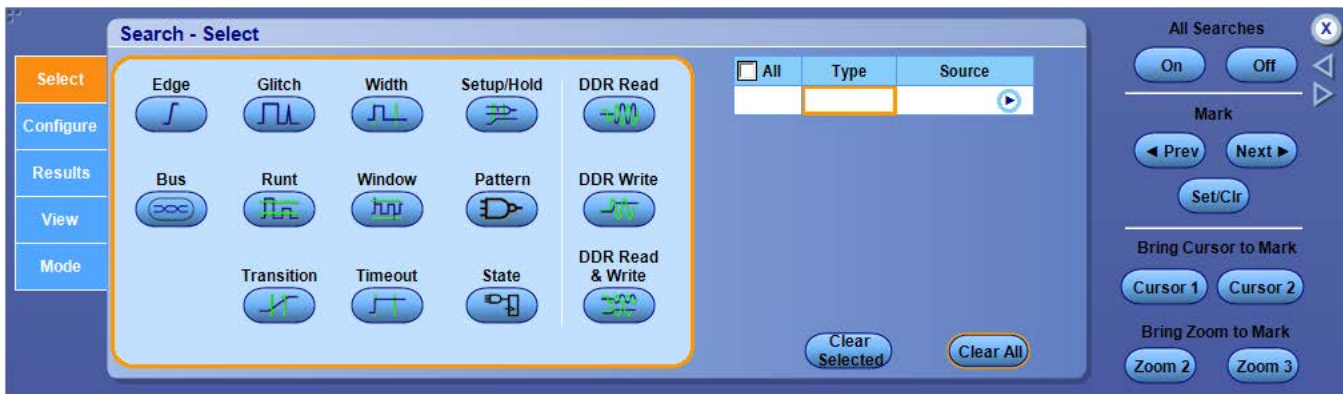 Search - Select
Select
Configure
Results
View
Mode
Edge Glitch Width Setup/Hold DDR Read
Bus Runt Window Pattern DDR Write
Transition Timeout State DDR Read
& Write
All Type Source
Clear
Selected
Clear All
All Searches
X
On Off
Mark
◄ Prev Next ►
Set/Clr
Bring Cursor to Mark
Cursor 1 Cursor 2
Bring Zoom to Mark
Zoom 2 Zoom 3